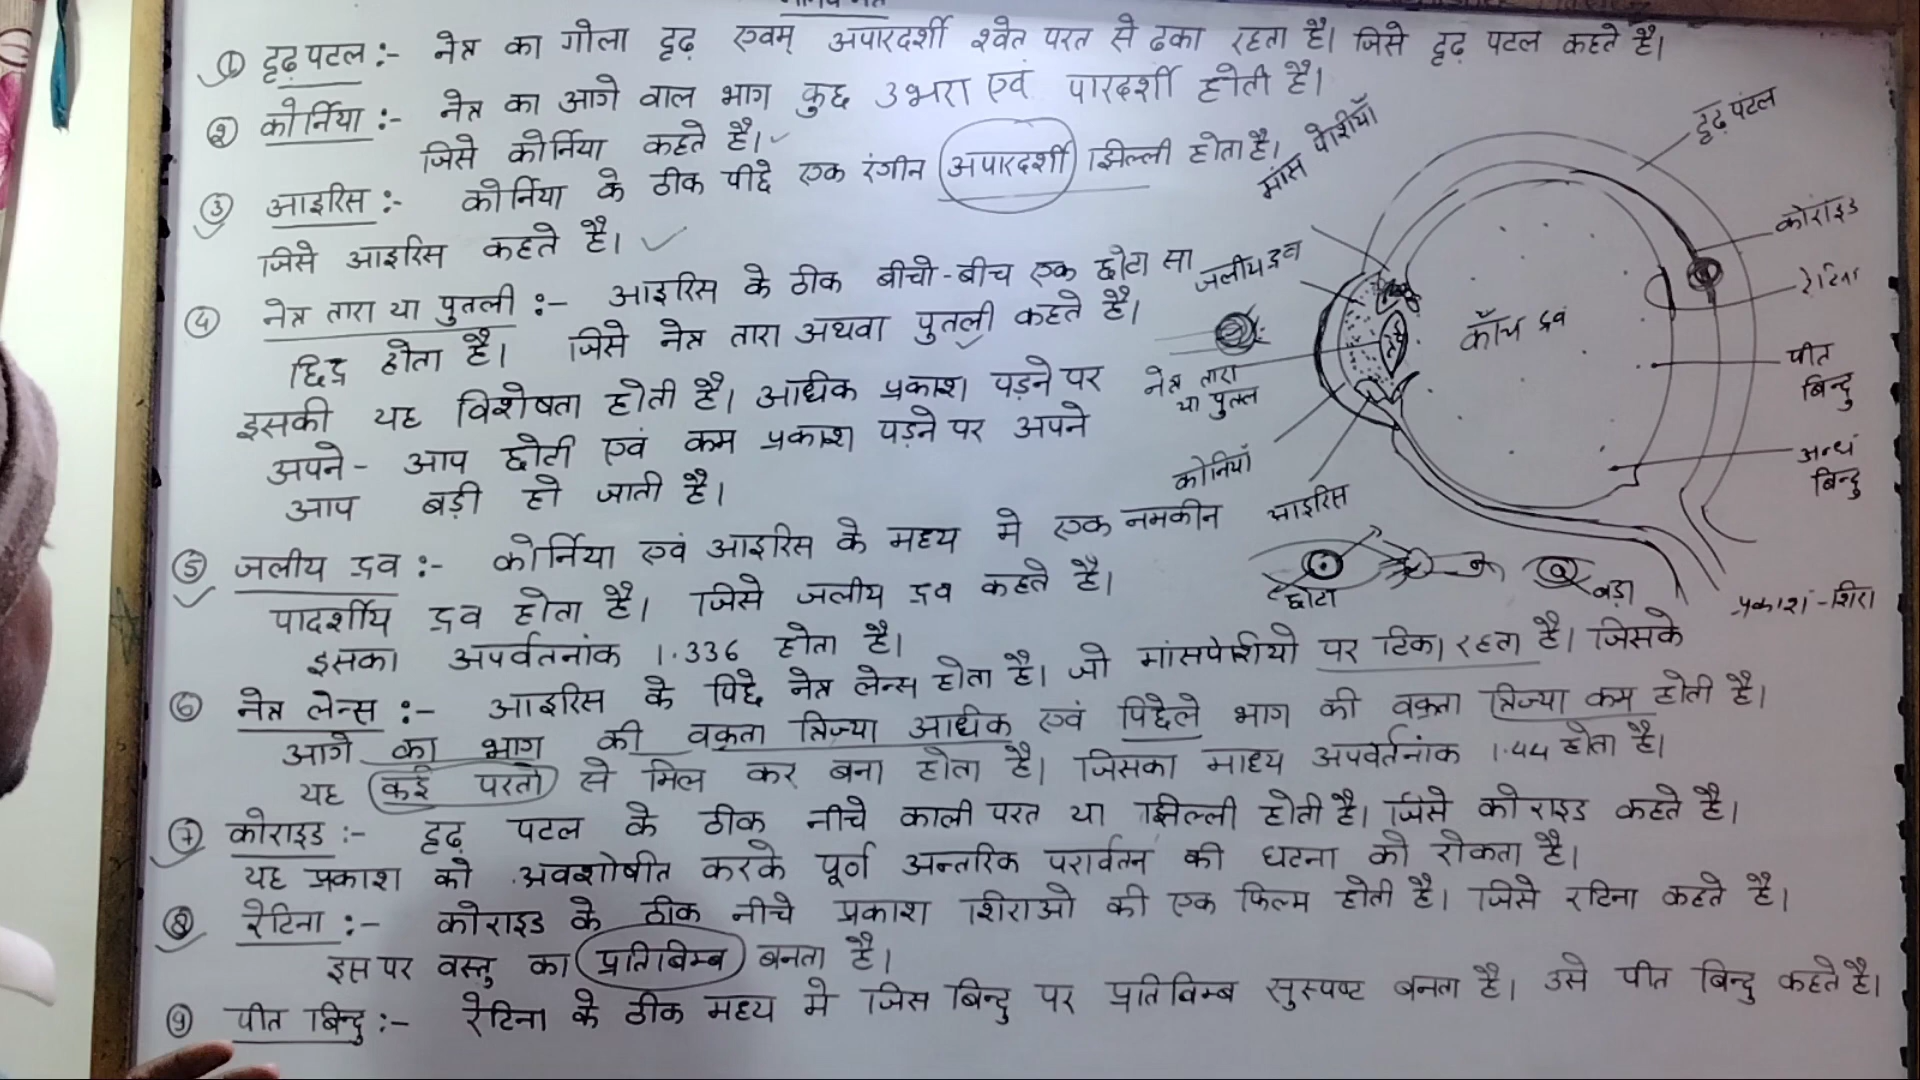 ① दृढ़ पटल :- नेत्र का गोला दृढ़ एवम् अपारदर्शी श्वेत परत से ढका रहता है। जिसे दृढ़ पटल कहते है।
② कोर्निया :- नेत्र का आगे वाल भाग कुछ उभरा एवं पारदर्शी होती है।
जिसे कोर्निया कहते है।
③ आइरिस :- कोर्निया के ठीक पीछे एक रंगीन अपारदर्शी झिल्ली होता है।
जिसे आइरिस कहते है।
④ नेत्र तारा या पुतली :- आइरिस के ठीक बीचो-बीच एक छोटा सा
छिद्र होता है। जिसे नेत्र तारा अथवा पुतली कहते है।
इसकी यह विशेषता होती है। अधिक प्रकाश पड़ने पर
अपने- आप छोटी एवं कम प्रकाश पड़ने पर अपने
आप बड़ी हो जाती है।
⑤ जलीय द्रव :- कोर्निया एवं आइरिस के मध्य मे एक नमकीन
पादर्शीय द्रव होता है। जिसे जलीय द्रव कहते है।
इसका अपर्वतनांक 1.336 होता है।
⑥ नेत्र लेन्स :- आइरिस के पिछे नेत्र लेन्स होता है। जो मांसपेशियो पर टिका रहता है। जिसके
आगे का भाग की वक्रता त्रिज्या अधिक एवं पिछेले भाग की वक्रता त्रिज्या कम होती है।
यह कई परतो से मिल कर बना होता है। जिसका माध्य अपवर्तनांक 1.44 होता है।
⑦ कोराइड :- दृढ़ पटल के ठीक नीचे काली परत या झिल्ली होती है। जिसे कोराइड कहते है।
यह प्रकाश को अवशोषीत करके पूर्ण अन्तरिक परार्वतन की घटना को रोकता है।
⑧ रेटिना :- कोराइड के ठीक नीचे प्रकाश शिराओ की एक फिल्म होती है। जिसे रटिना कहते है।
इस पर वस्तु का प्रतिबिम्ब बनता है।
⑨ पीत बिन्दु :- रेटिना के ठीक मध्य मे जिस बिन्दु पर प्रतिबिम्ब सुस्पष्ट बनता है। उसे पीत बिन्दु कहते है।
मांस पेशीयाँ
दृढ़ पटल
कोराइड
जलीय द्रव
रेटिना
काँच द्रवं
नेत्र तारा
या पुतल
पीत
बिन्दु
अन्धं
बिन्दु
कोर्नियाँ
आइरिस
छोटा
बड़ा
प्रकाशं-शिरा